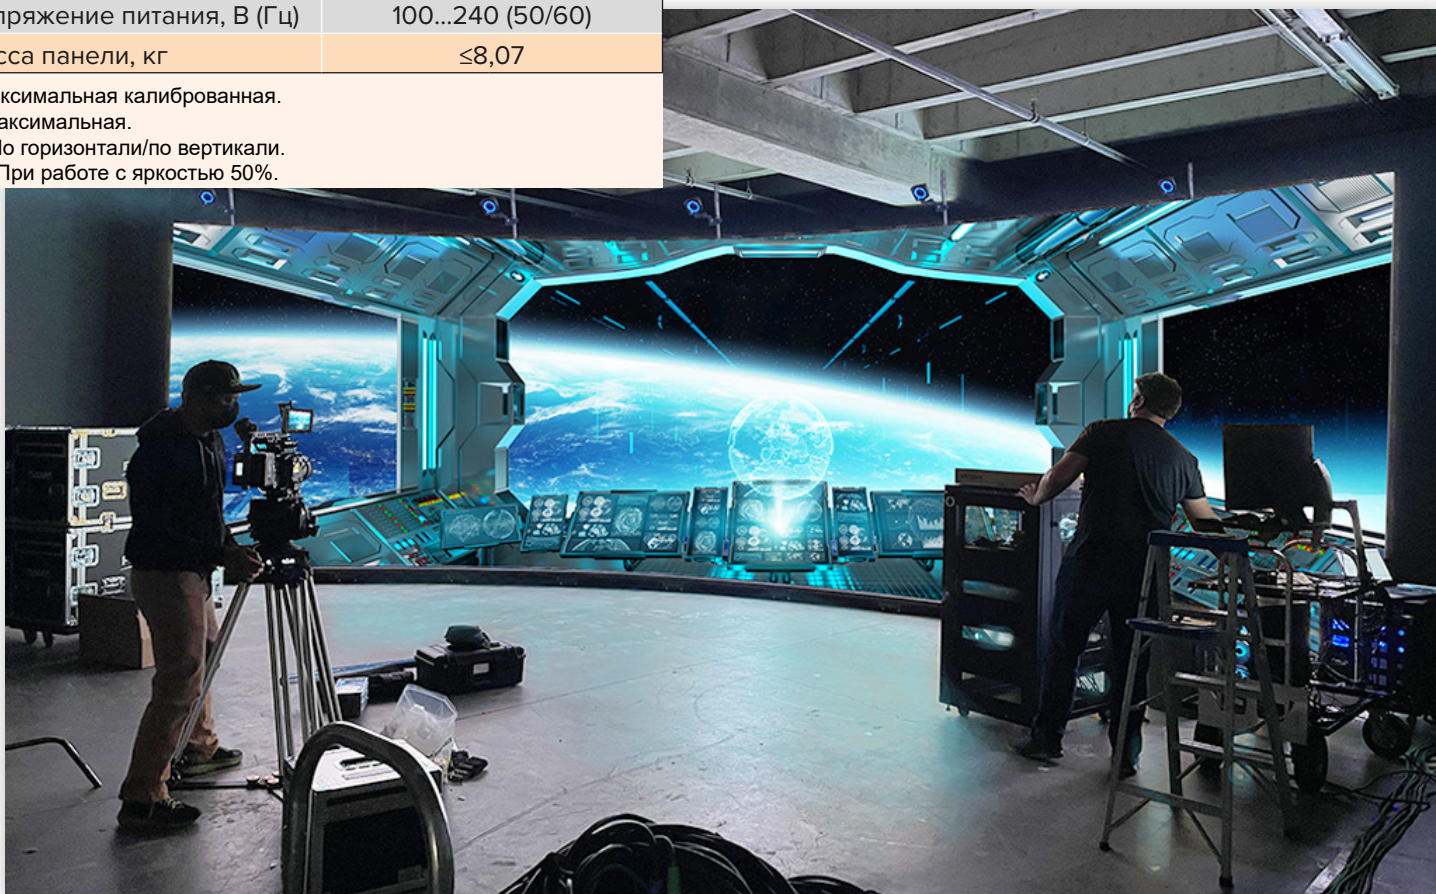 пряжение питания, В (Гц) 100...240 (50/60)
сса панели, кг ≤8,07
ксимальная калиброванная.
аксимальная.
о горизонтали/по вертикали.
При работе с яркостью 50%.